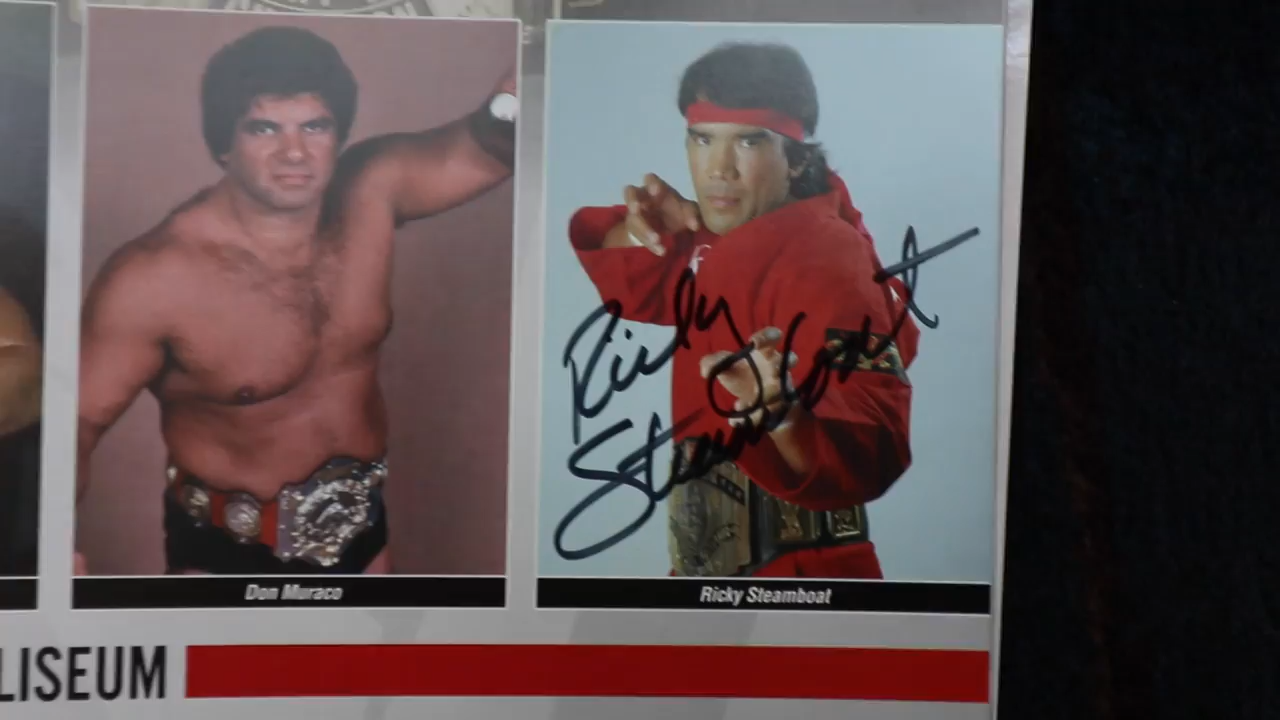 Ricky
Steamboat
Don Muraco
Ricky Steamboat
LISEUM